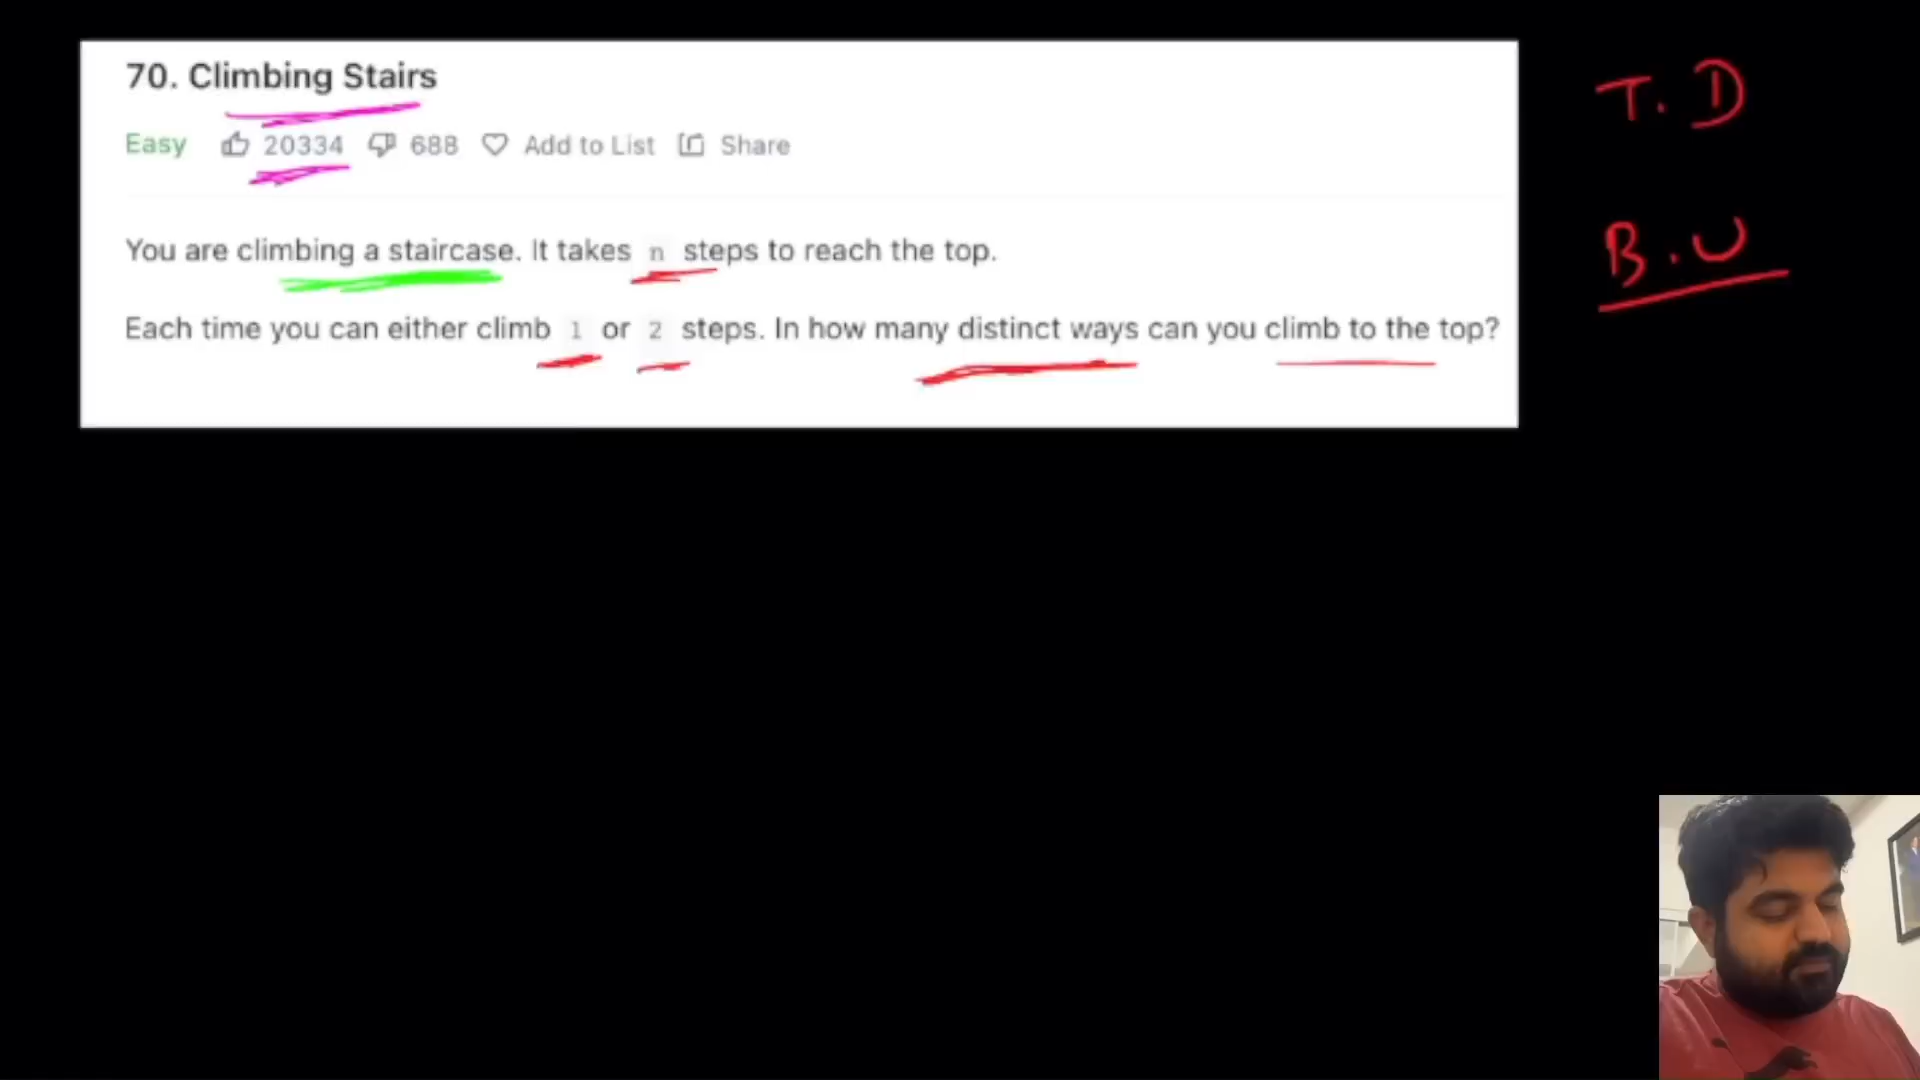 70. Climbing Stairs
Easy 20334 688 Add to List Share
You are climbing a staircase. It takes n steps to reach the top.
Each time you can either climb 1 or 2 steps. In how many distinct ways can you climb to the top?
T. D
B. U